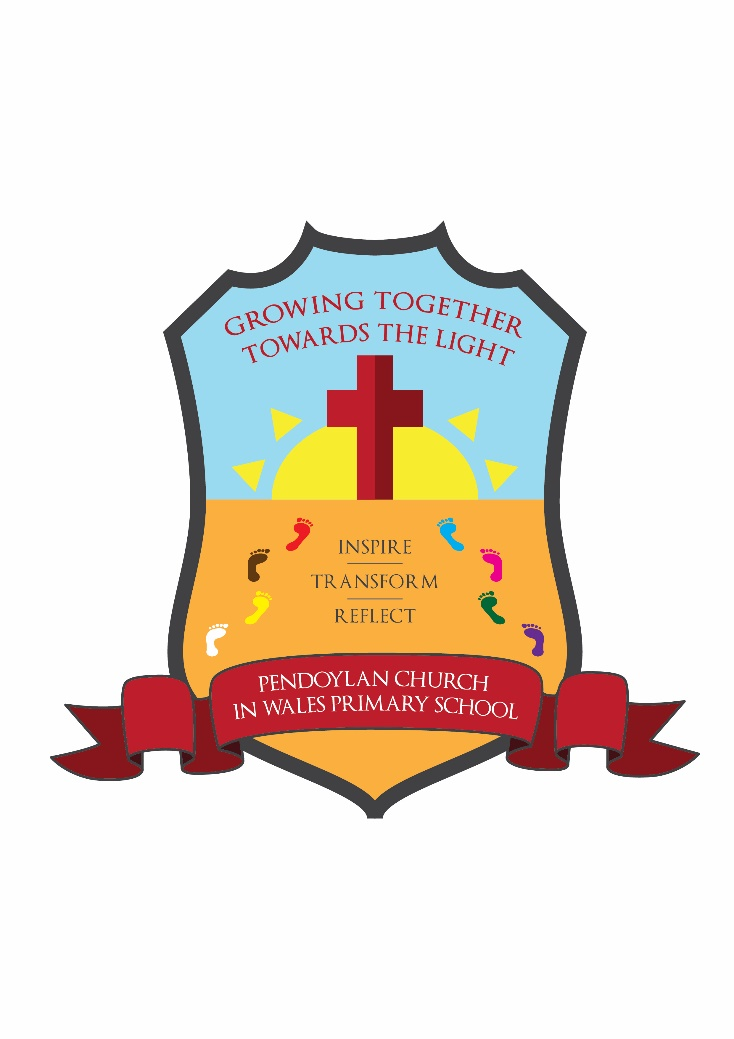 GROWING TOGETHER
TOWARDS THE LIGHT
INSPIRE
TRANSFORM
REFLECT
PENDOYLAN CHURCH
IN WALES PRIMARY SCHOOL